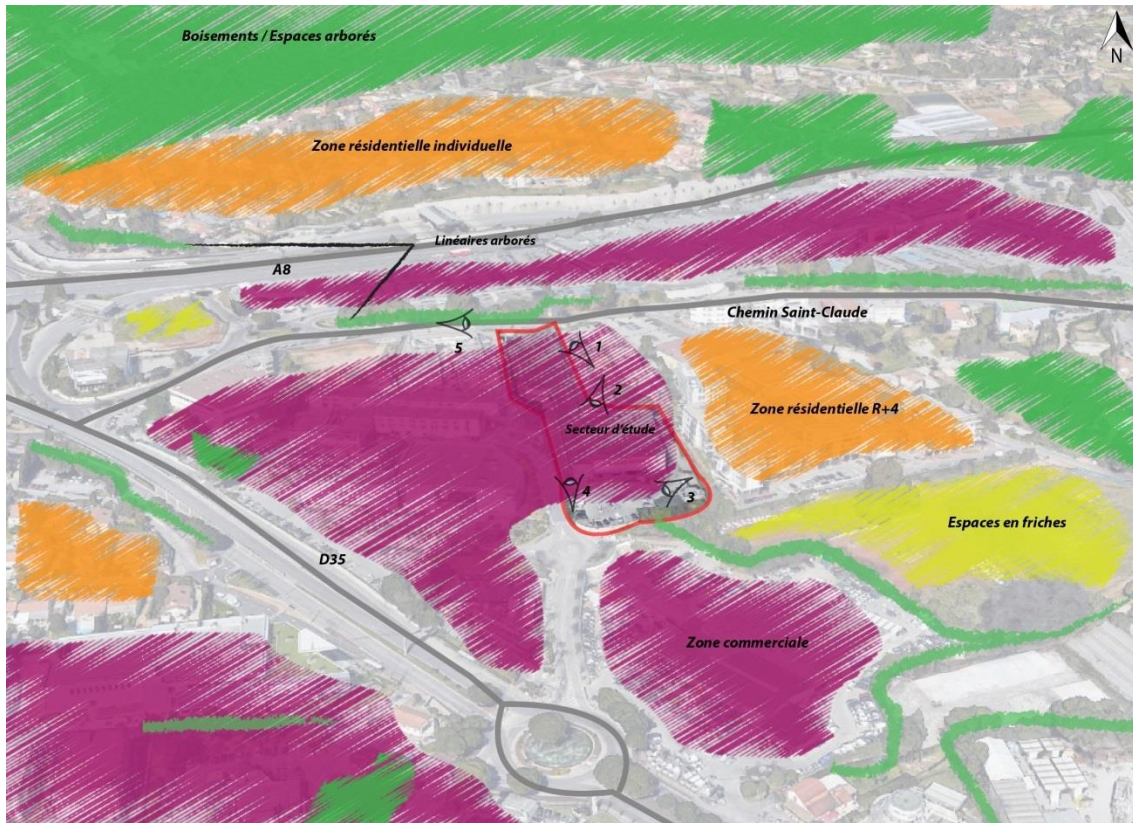 Boisements / Espaces arborés
N
Zone résidentielle individuelle
Linéaires arborés
A8
Chemin Saint-Claude
5
1
2
Zone résidentielle R+4
Secteur d'étude
4
3
Espaces en friches
D35
Zone commerciale